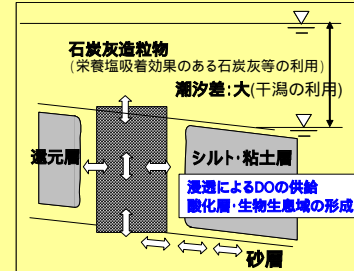 石炭灰造粒物
(栄養塩吸着効果のある石炭灰等の利用)
潮汐差:大(干潟の利用)
還元層
シルト・粘土層
浸透によるDOの供給
酸化層・生物生息域の形成
砂層